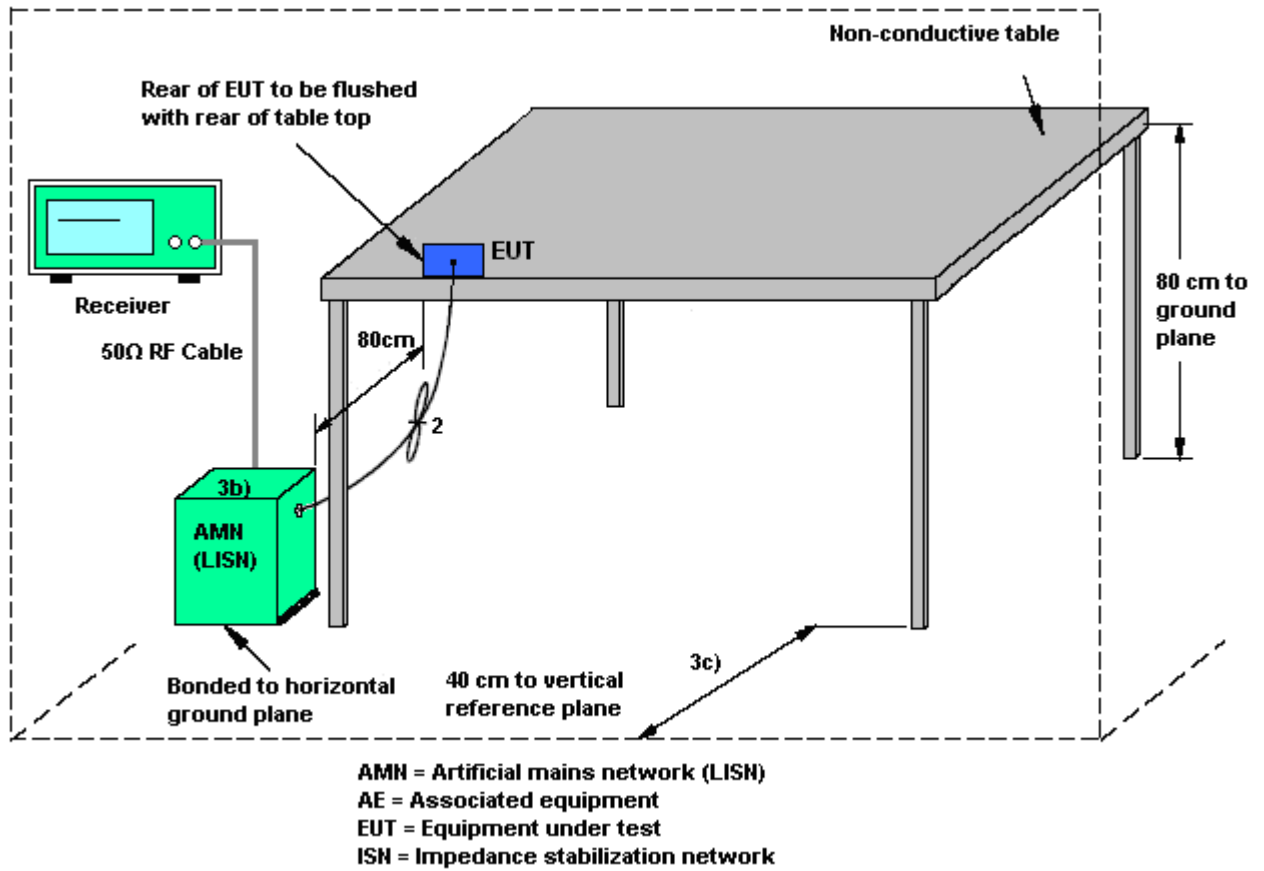 Non-conductive table
Rear of EUT to be flushed
with rear of table top
EUT
Receiver
80 cm to
ground
plane
80cm
50Ω RF Cable
2
3b)
AMN
(LISN)
3c)
Bonded to horizontal
ground plane
40 cm to vertical
reference plane
AMN = Artificial mains network (LISN)
AE = Associated equipment
EUT = Equipment under test
ISN = Impedance stabilization network